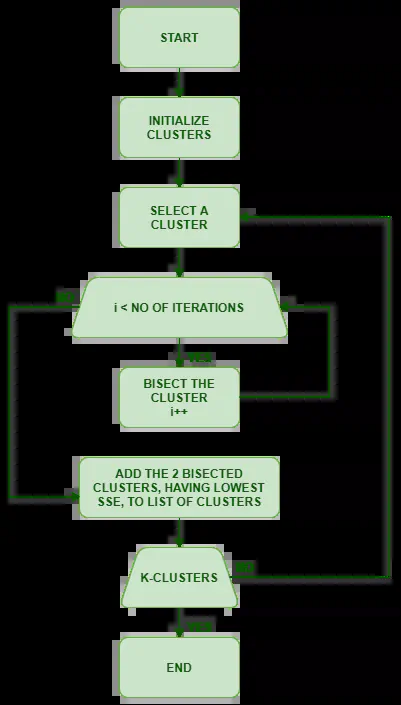 START
INITIALIZE
CLUSTERS
SELECT A
CLUSTER
NO
i < NO OF ITERATIONS
YES
BISECT THE
CLUSTER
i++
ADD THE 2 BISECTED
CLUSTERS, HAVING LOWEST
SSE, TO LIST OF CLUSTERS
K-CLUSTERS
NO
YES
END